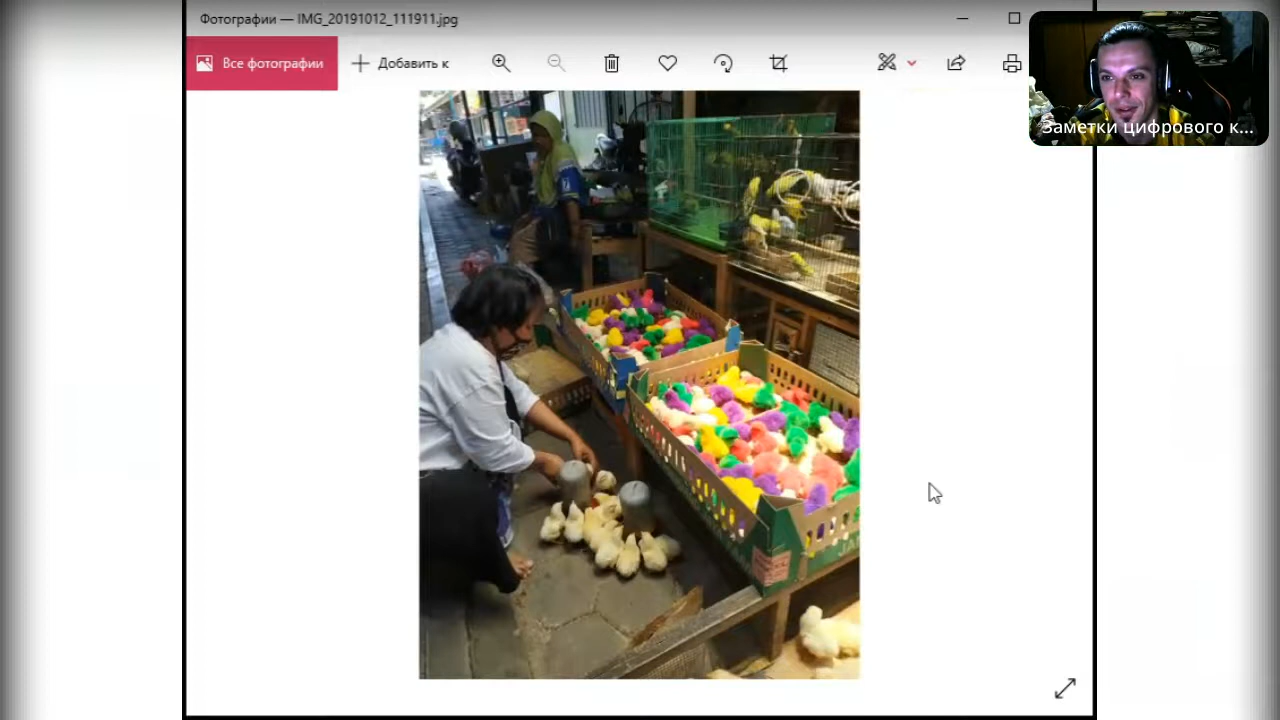 Фотографии — IMG_20191012_111911.jpg
Все фотографии
Добавить к
Заметки цифрового к...